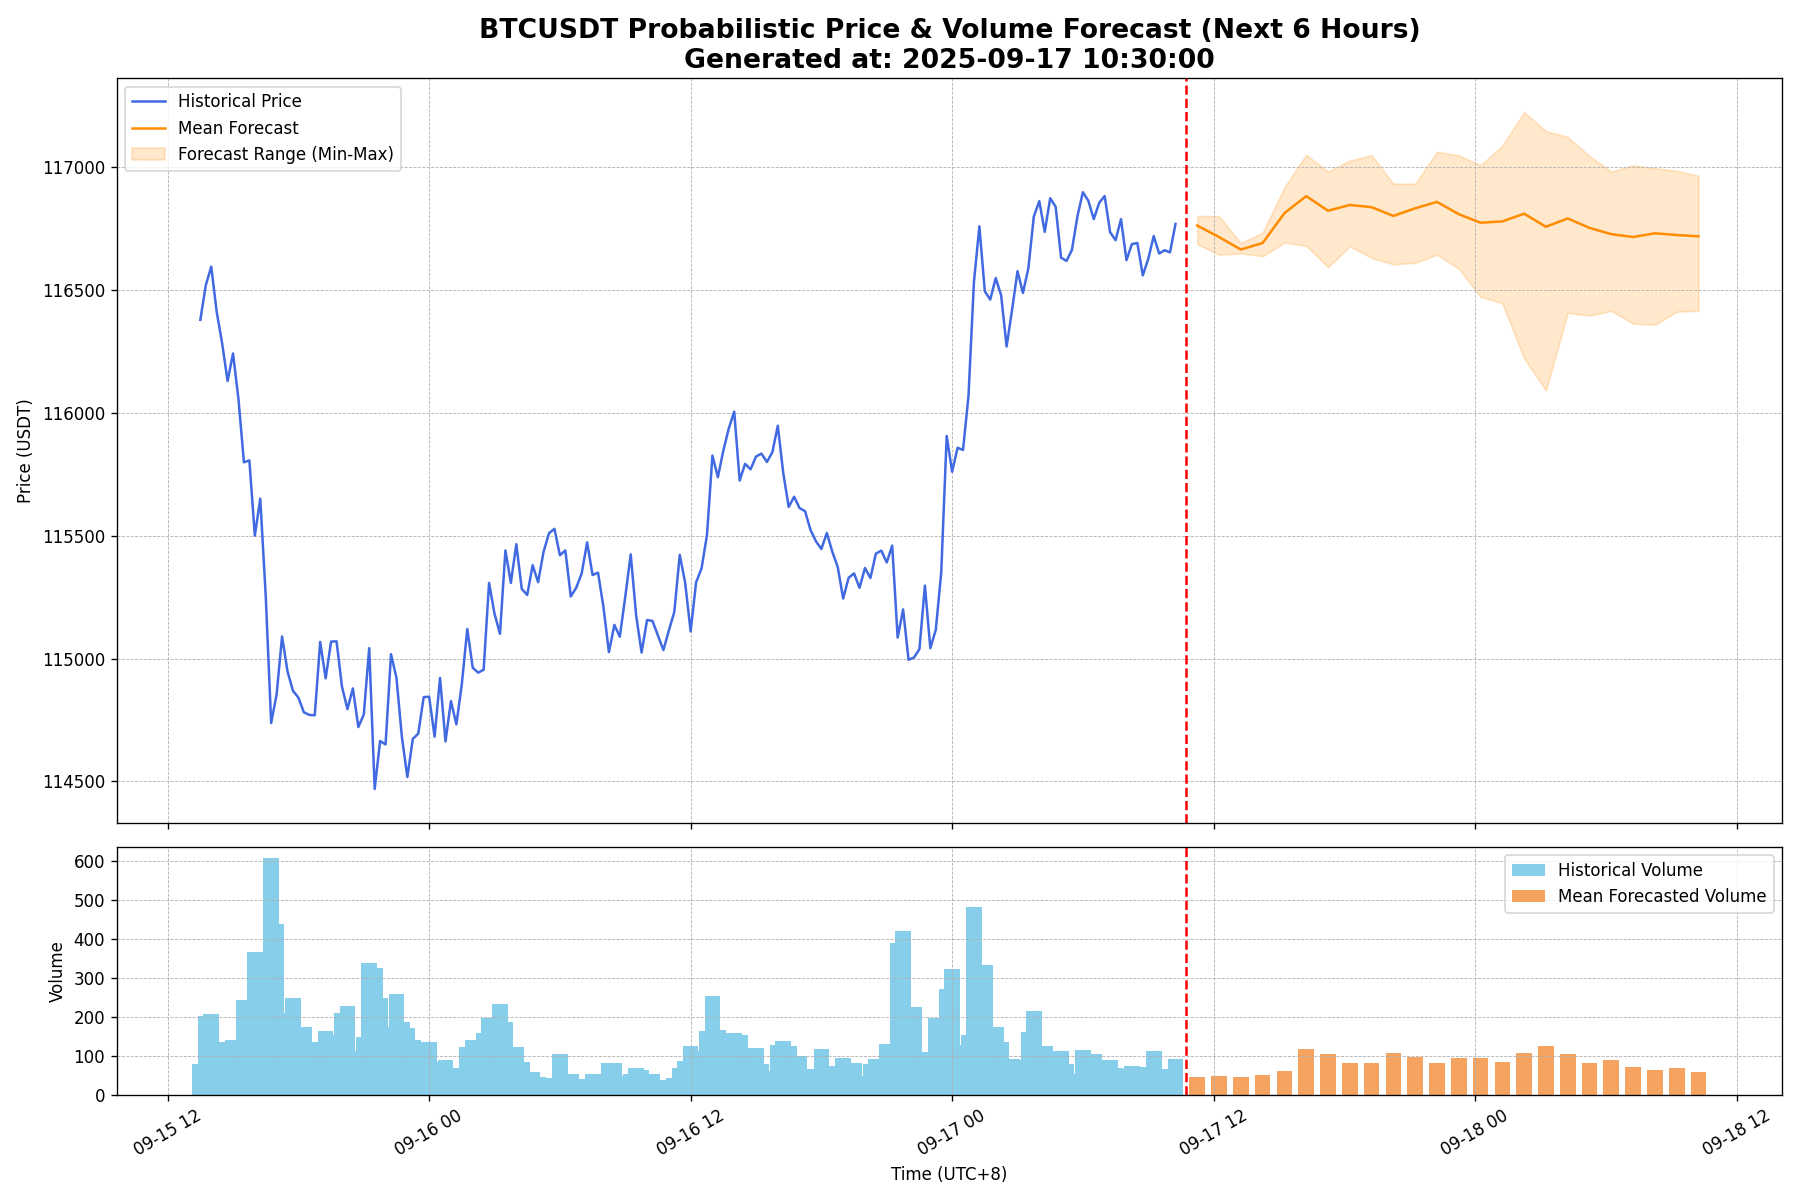 BTCUSDT Probabilistic Price & Volume Forecast (Next 6 Hours)
Generated at: 2025-09-17 10:30:00
Historical Price
Mean Forecast
Forecast Range (Min-Max)
117000
116500
116000
115500
115000
114500
Price (USDT)
Historical Volume
Mean Forecasted Volume
600
500
400
300
200
100
0
Volume
09-15 12
09-16 00
09-16 12
09-17 00
09-17 12
09-18 00
09-18 12
Time (UTC+8)